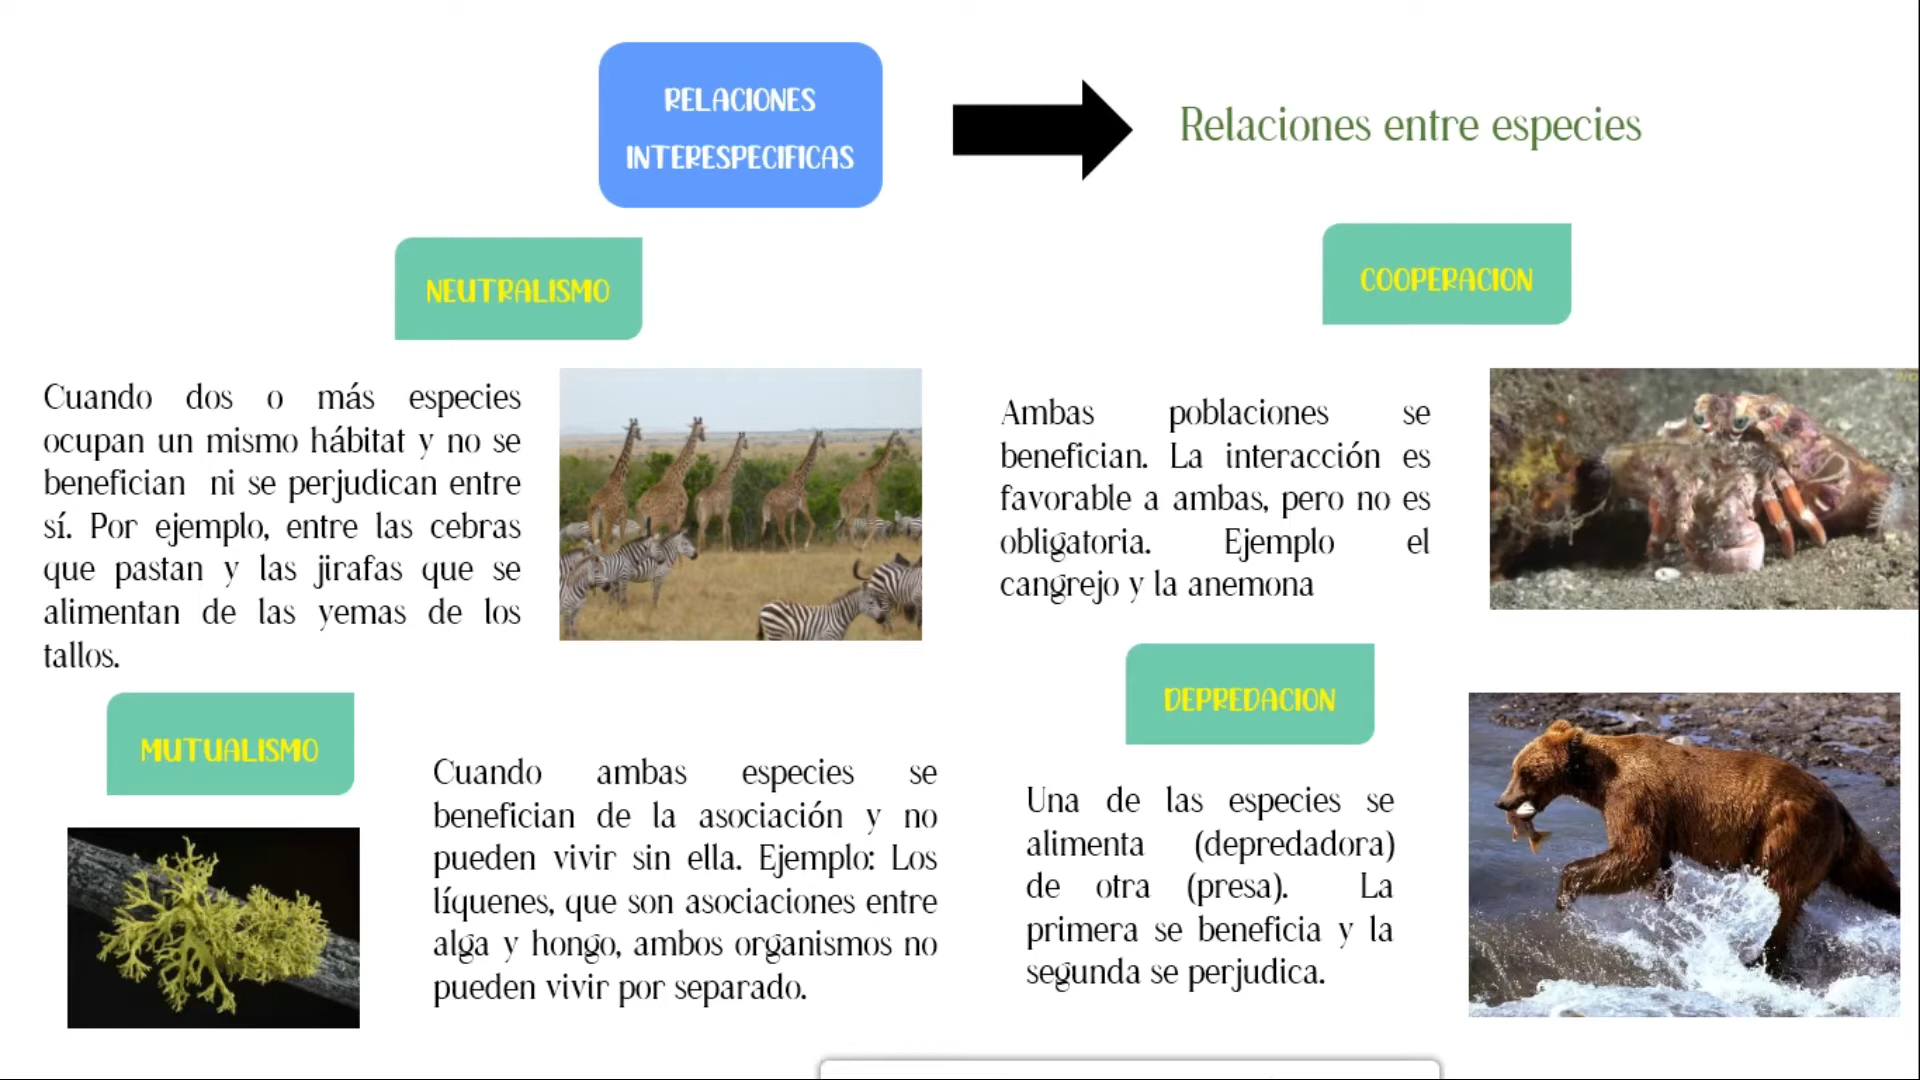 RELACIONES
INTERESPECIFICAS
Relaciones entre especies
NEUTRALISMO
Cuando dos o más especies
ocupan un mismo hábitat y no se
benefician ni se perjudican entre
sí. Por ejemplo, entre las cebras
que pastan y las jirafas que se
alimentan de las yemas de los
tallos.
COOPERACION
Ambas poblaciones se
benefician. La interacción es
favorable a ambas, pero no es
obligatoria. Ejemplo el
cangrejo y la anemona
MUTUALISMO
Cuando ambas especies se
benefician de la asociación y no
pueden vivir sin ella. Ejemplo: Los
líquenes, que son asociaciones entre
alga y hongo, ambos organismos no
pueden vivir por separado.
DEPREDACION
Una de las especies se
alimenta (depredadora)
de otra (presa). La
primera se beneficia y la
segunda se perjudica.